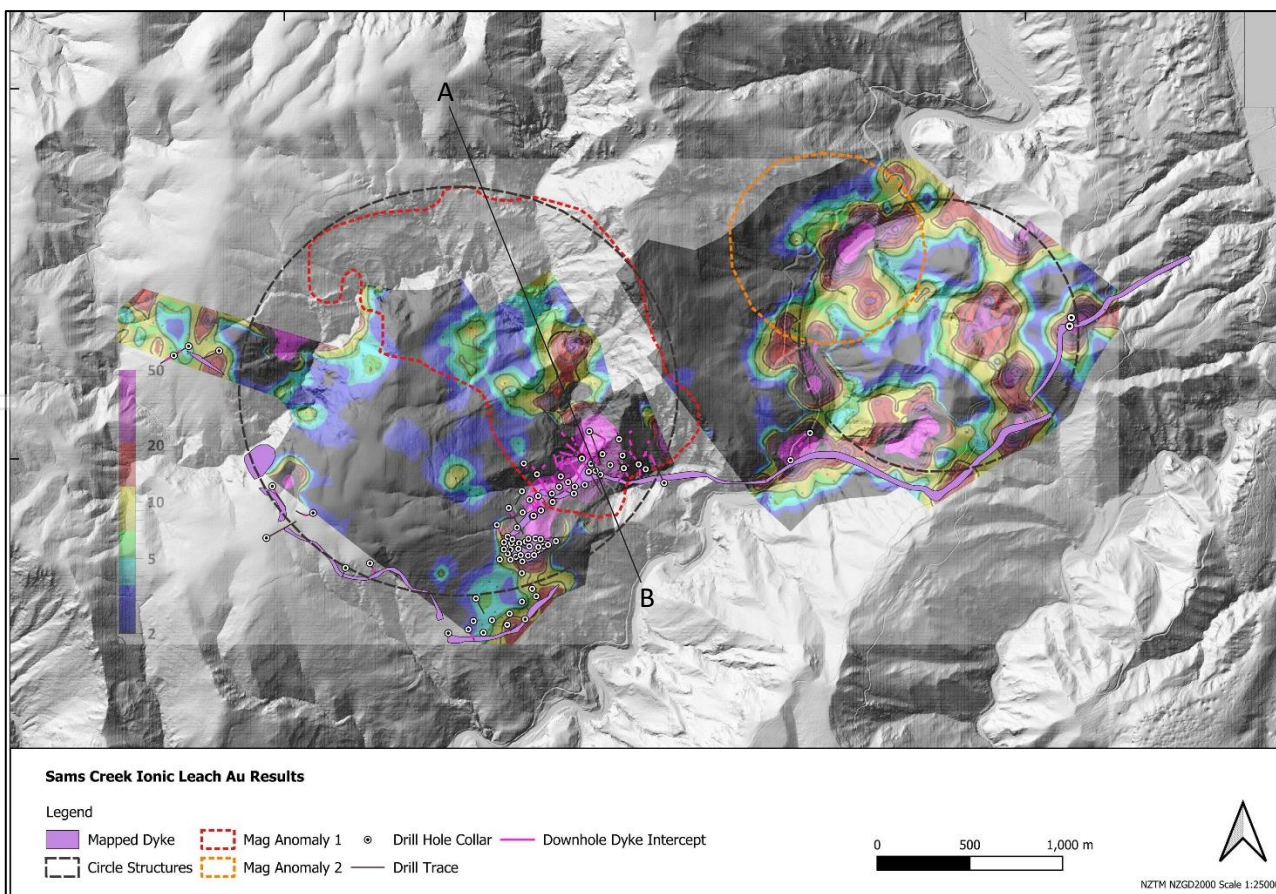 A
50
20
10
5
2
B
Sams Creek Ionic Leach Au Results
Legend
Mapped Dyke Mag Anomaly 1 Drill Hole Collar Downhole Dyke Intercept
Circle Structures Mag Anomaly 2 Drill Trace
0 500 1,000 m
NZTM NZGD2000 Scale 1:25000